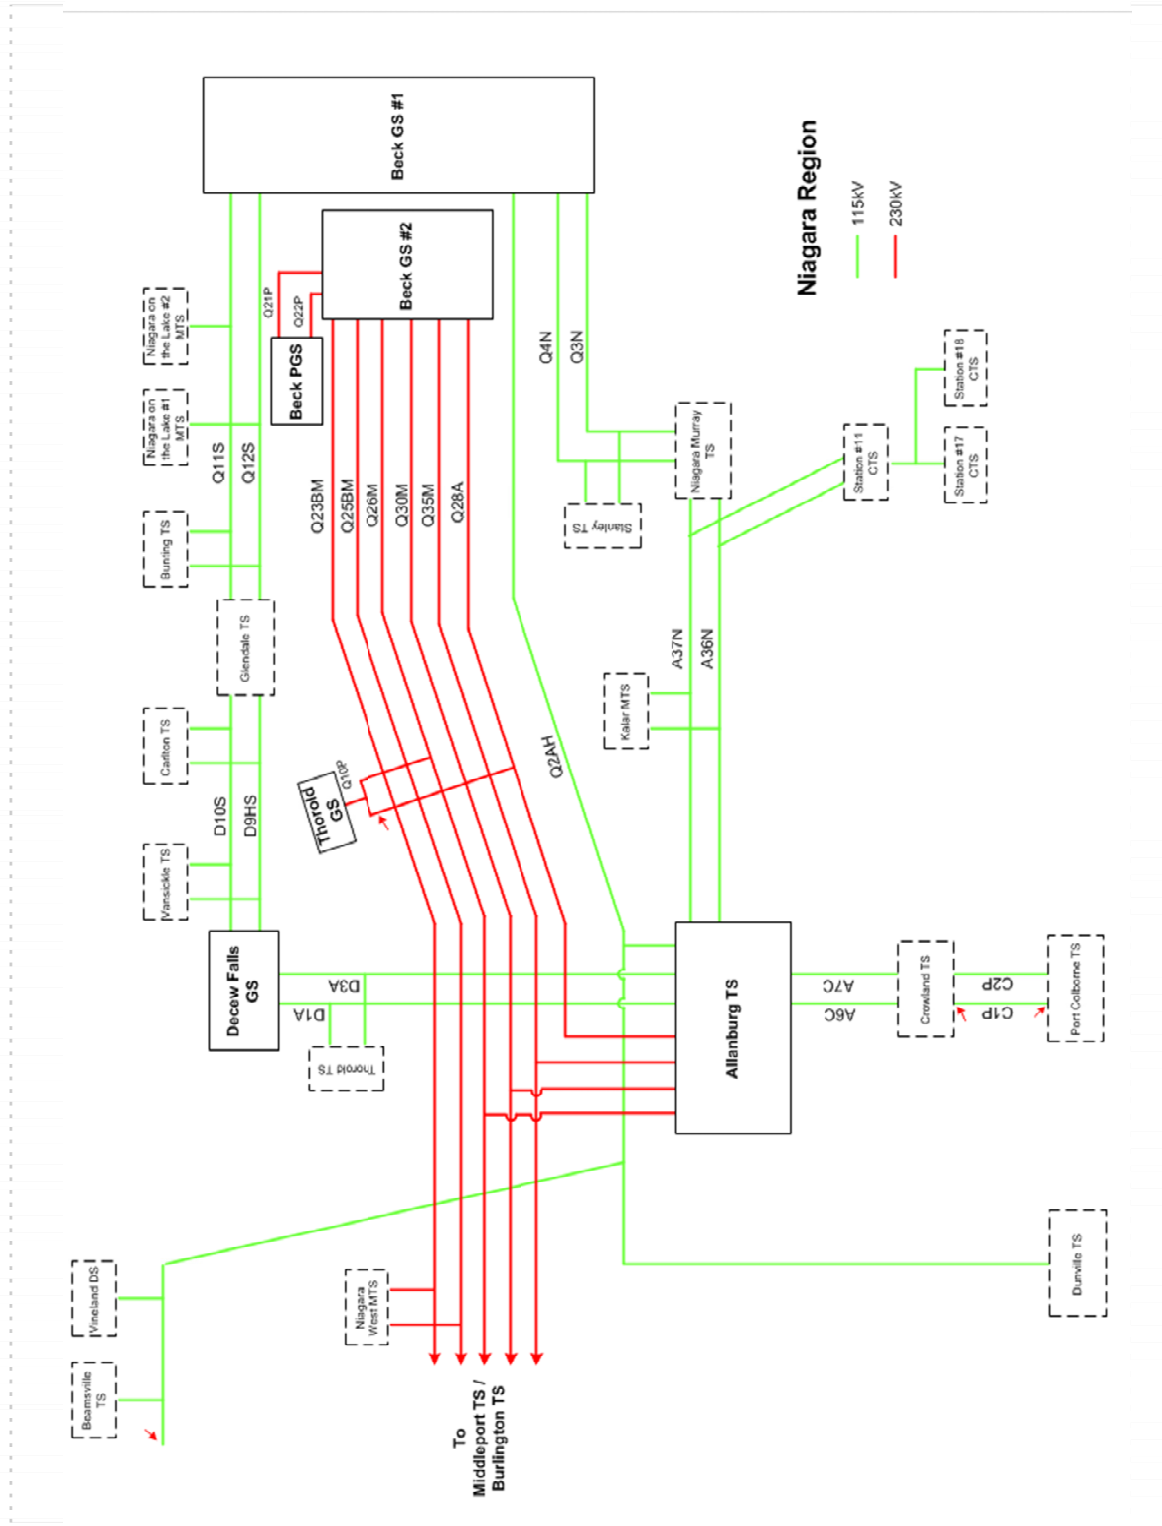 Niagara Region
115kV
230kV
Beck GS #1
Beck GS #2
Beck PGS
Q21P
Q22P
Niagara on
the Lake #2
MTS
Niagara on
the Lake #1
MTS
Q11S
Q12S
Bunting TS
Glendale TS
Carlton TS
D10S
D9HS
Vansickle TS
Decew Falls
GS
Q23BM
Q25BM
Q26M
Q30M
Q35M
Q28A
Q4N
Q3N
Niagara Murray
TS
Stanley TS
Station #11
CTS
Station #18
CTS
Station #17
CTS
A37N
A36N
Kalar MTS
Q2AH
Thorold
GS
Q10P
D3A
D1A
Thorold TS
Allanburg TS
A7C
A6C
Crowland TS
C2P
C1P
Port Colborne TS
Dunville TS
Niagara
West MTS
Vineland DS
Beamsville
TS
To
Middleport TS /
Burlington TS